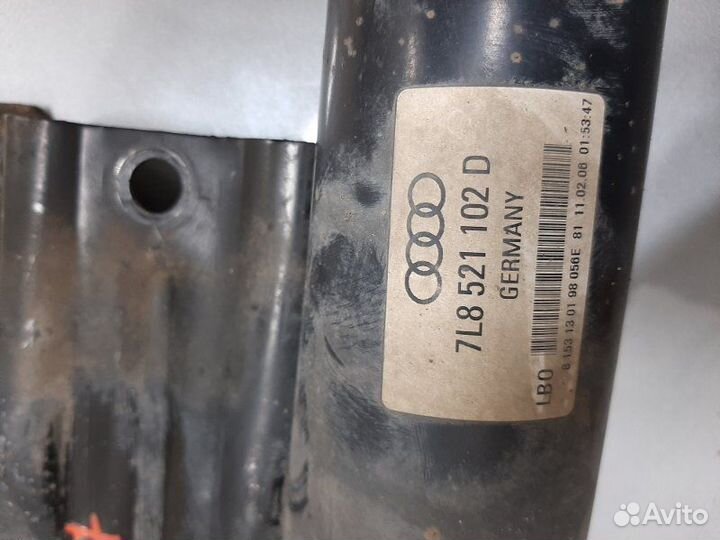 7L8 521 102 D
GERMANY
LBO
8 153 13 01 98 056E 81 11.02.06 01:53:47
Avito